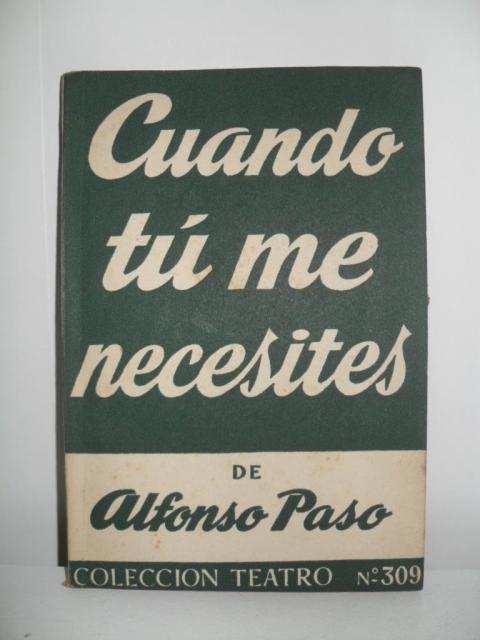 Cuando
tú me
necesites
DE
Alfonso Paso
COLECCION TEATRO Nº 309